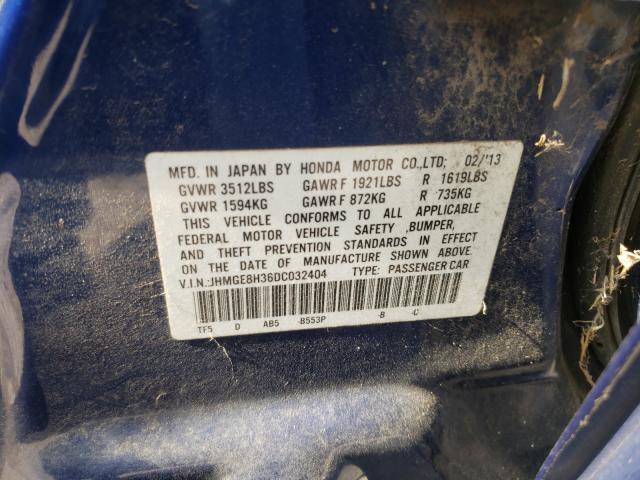 MFD. IN JAPAN BY HONDA MOTOR CO.,LTD; 02/'13
GVWR 3512LBS GAWR F 1921LBS R 1619LBS
GVWR 1594KG GAWR F 872KG R 735KG
THIS VEHICLE CONFORMS TO ALL APPLICABLE
FEDERAL MOTOR VEHICLE SAFETY ,BUMPER,
AND THEFT PREVENTION STANDARDS IN EFFECT
ON THE DATE OF MANUFACTURE SHOWN ABOVE.
V.I.N.:JHMGE8H36DC032404 TYPE: PASSENGER CAR
TF5 D AB5 -B553P -B -C